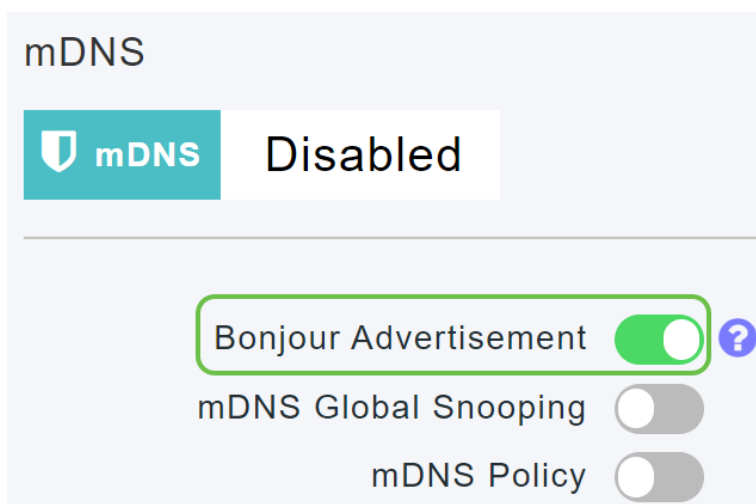 mDNS
mDNS Disabled
Bonjour Advertisement ?
mDNS Global Snooping
mDNS Policy